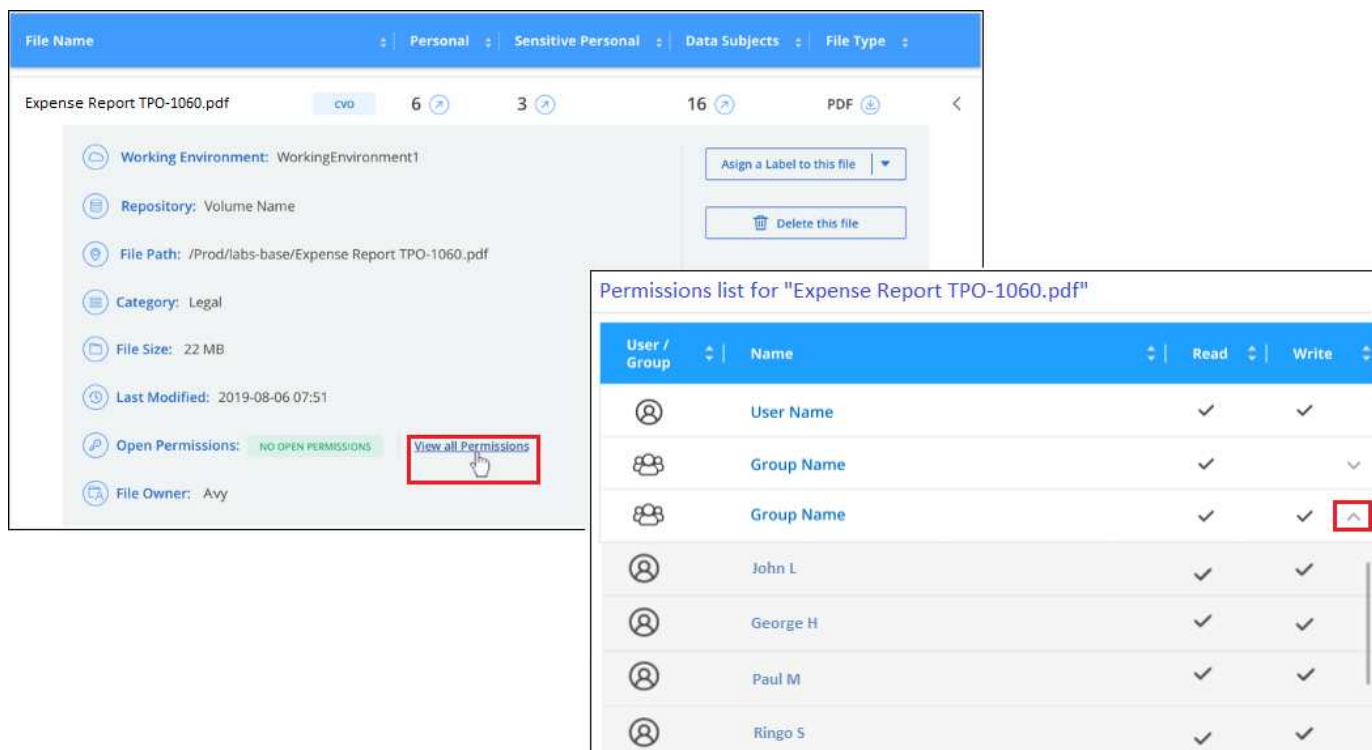 File Name Personal Sensitive Personal Data Subjects File Type
Expense Report TPO-1060.pdf CVO 6 3 16 PDF
Working Environment: WorkingEnvironment1
Asign a Label to this file
Repository: Volume Name
Delete this file
File Path: /Prod/labs-base/Expense Report TPO-1060.pdf
Category: Legal
File Size: 22 MB
Last Modified: 2019-08-06 07:51
Open Permissions: NO OPEN PERMISSIONS View all Permissions
File Owner: Avy
Permissions list for "Expense Report TPO-1060.pdf"
User /
Group Name Read Write
User Name
Group Name
Group Name
John L
George H
Paul M
Ringo S